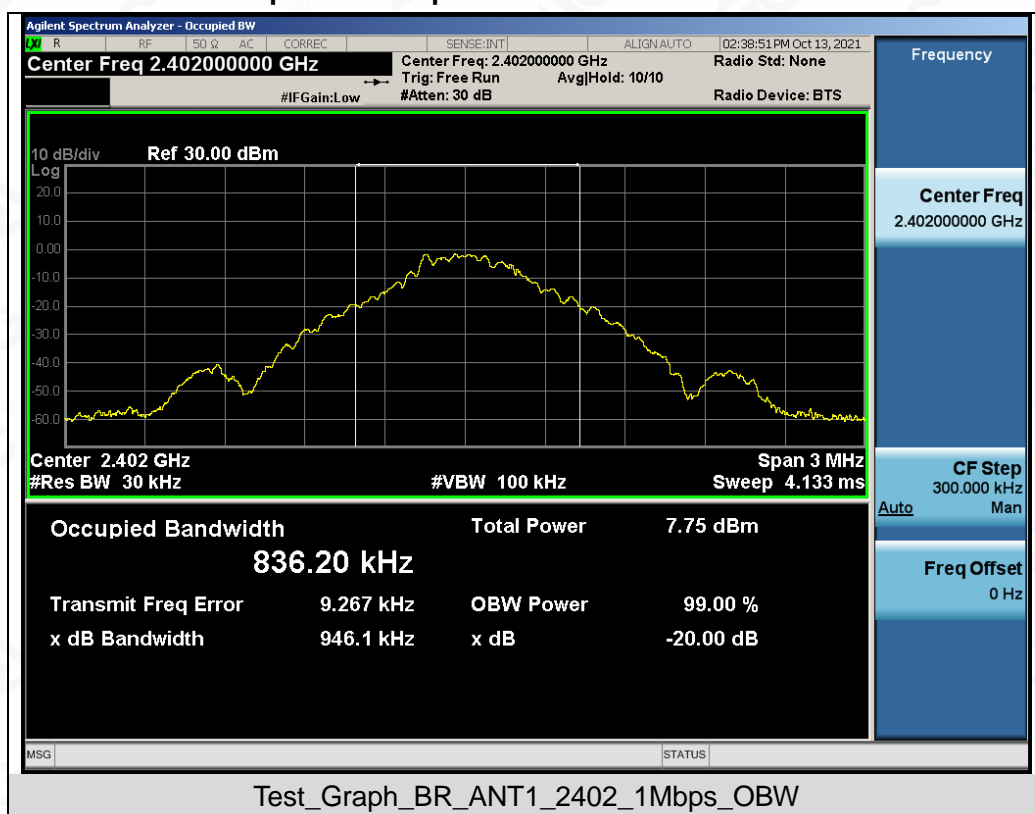 Agilent Spectrum Analyzer - Occupied BW
LXI R RF 50 Ω AC CORREC SENSE:INT ALIGN AUTO 02:38:51 PM Oct 13, 2021
Center Freq 2.402000000 GHz
Center Freq: 2.402000000 GHz
Radio Std: None
Trig: Free Run Avg|Hold: 10/10
#IFGain:Low
#Atten: 30 dB
Radio Device: BTS
10 dB/div Ref 30.00 dBm
Log
20.0
10.0
0.00
-10.0
-20.0
-30.0
-40.0
-50.0
-60.0
Center 2.402 GHz Span 3 MHz
#Res BW 30 kHz #VBW 100 kHz Sweep 4.133 ms
Occupied Bandwidth Total Power 7.75 dBm
836.20 kHz
Transmit Freq Error 9.267 kHz OBW Power 99.00 %
x dB Bandwidth 946.1 kHz x dB -20.00 dB
MSG STATUS
Frequency
Center Freq
2.402000000 GHz
CF Step
300.000 kHz
Auto Man
Freq Offset
0 Hz
Test_Graph_BR_ANT1_2402_1Mbps_OBW